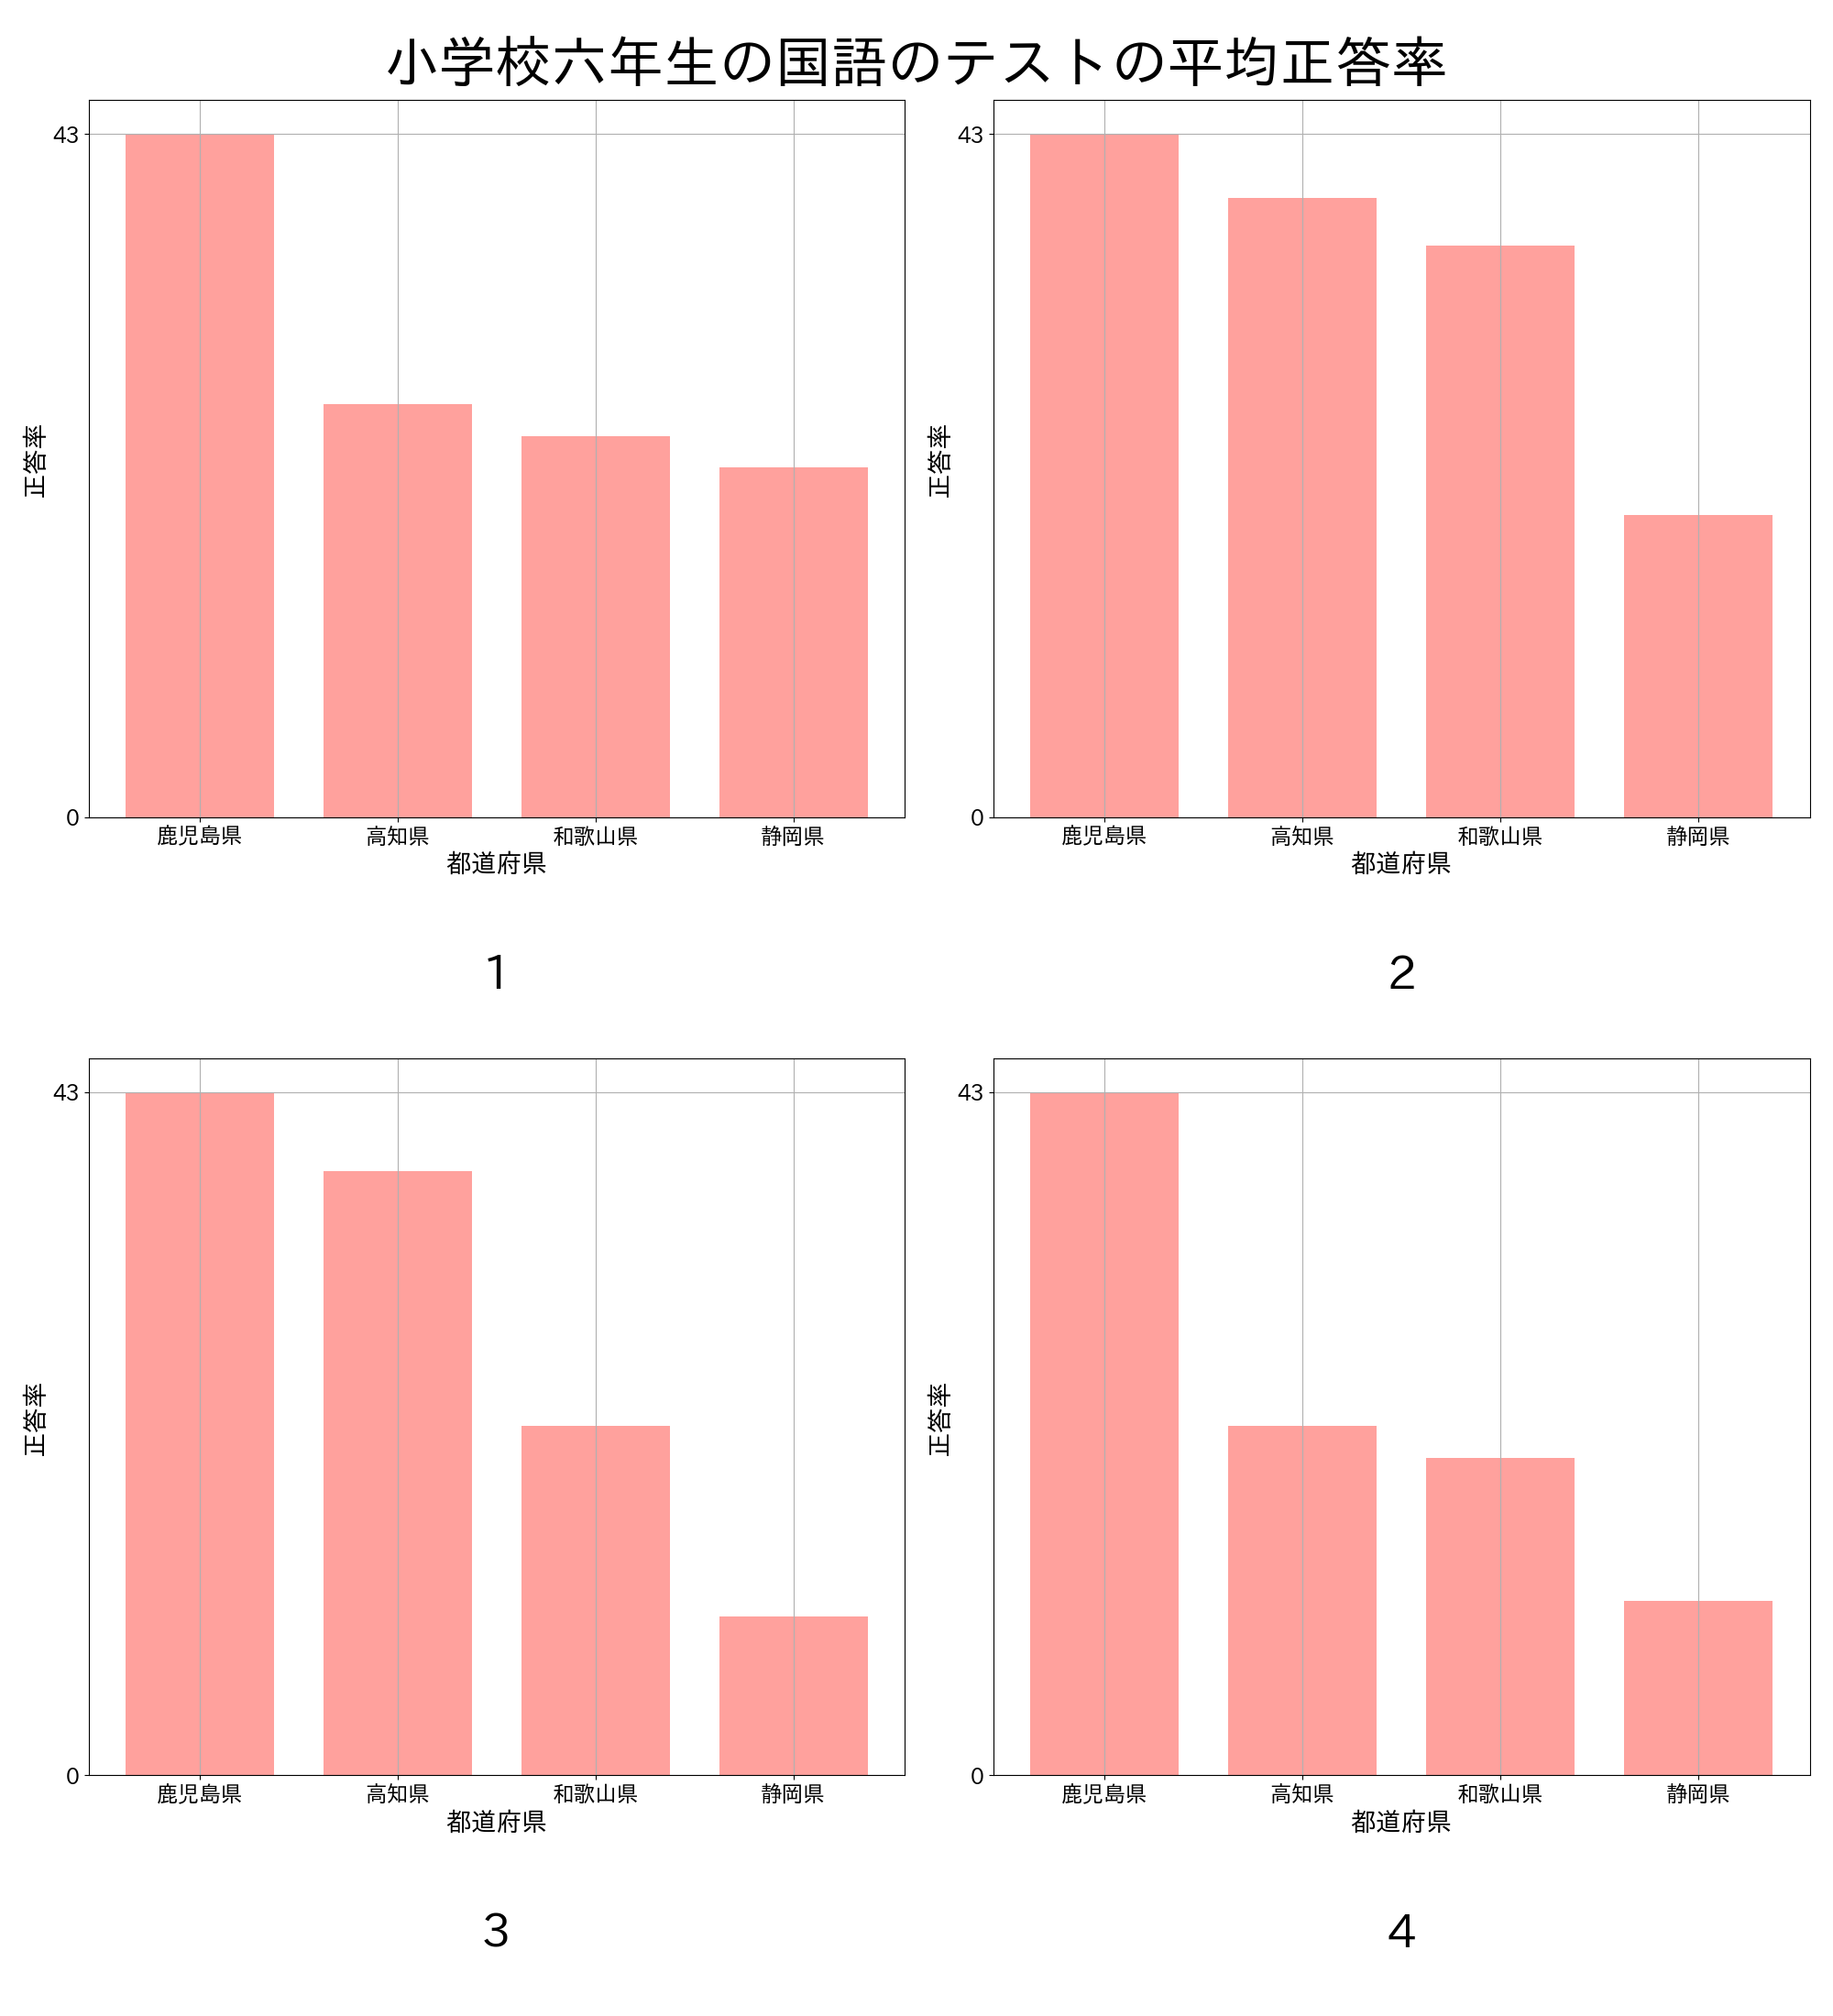 小学校六年生の国語のテストの平均正答率
43
0
正答率
鹿児島県 高知県 和歌山県 静岡県
都道府県
1
43
0
正答率
鹿児島県 高知県 和歌山県 静岡県
都道府県
2
43
0
正答率
鹿児島県 高知県 和歌山県 静岡県
都道府県
3
43
0
正答率
鹿児島県 高知県 和歌山県 静岡県
都道府県
4